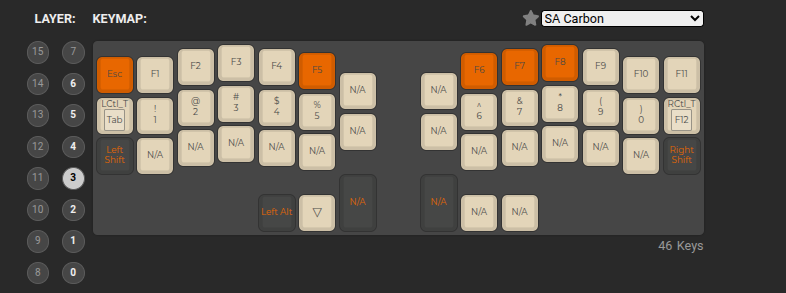 LAYER: KEYMAP: SA Carbon
15 7
14 6
13 5
12 4
11 3
10 2
9 1
8 0
Esc F1 F2 F3 F4 F5 N/A N/A F6 F7 F8 F9 F10 F11
LCtl_T
Tab
!
1
@
2
#
3
$
4
%
5
N/A N/A
^
6
&
7
*
8
(
9
)
0
RCtl_T
F12
Left
Shift
N/A N/A N/A N/A N/A N/A N/A N/A N/A N/A
Right
Shift
Left Alt ▽ N/A N/A N/A N/A
46 Keys